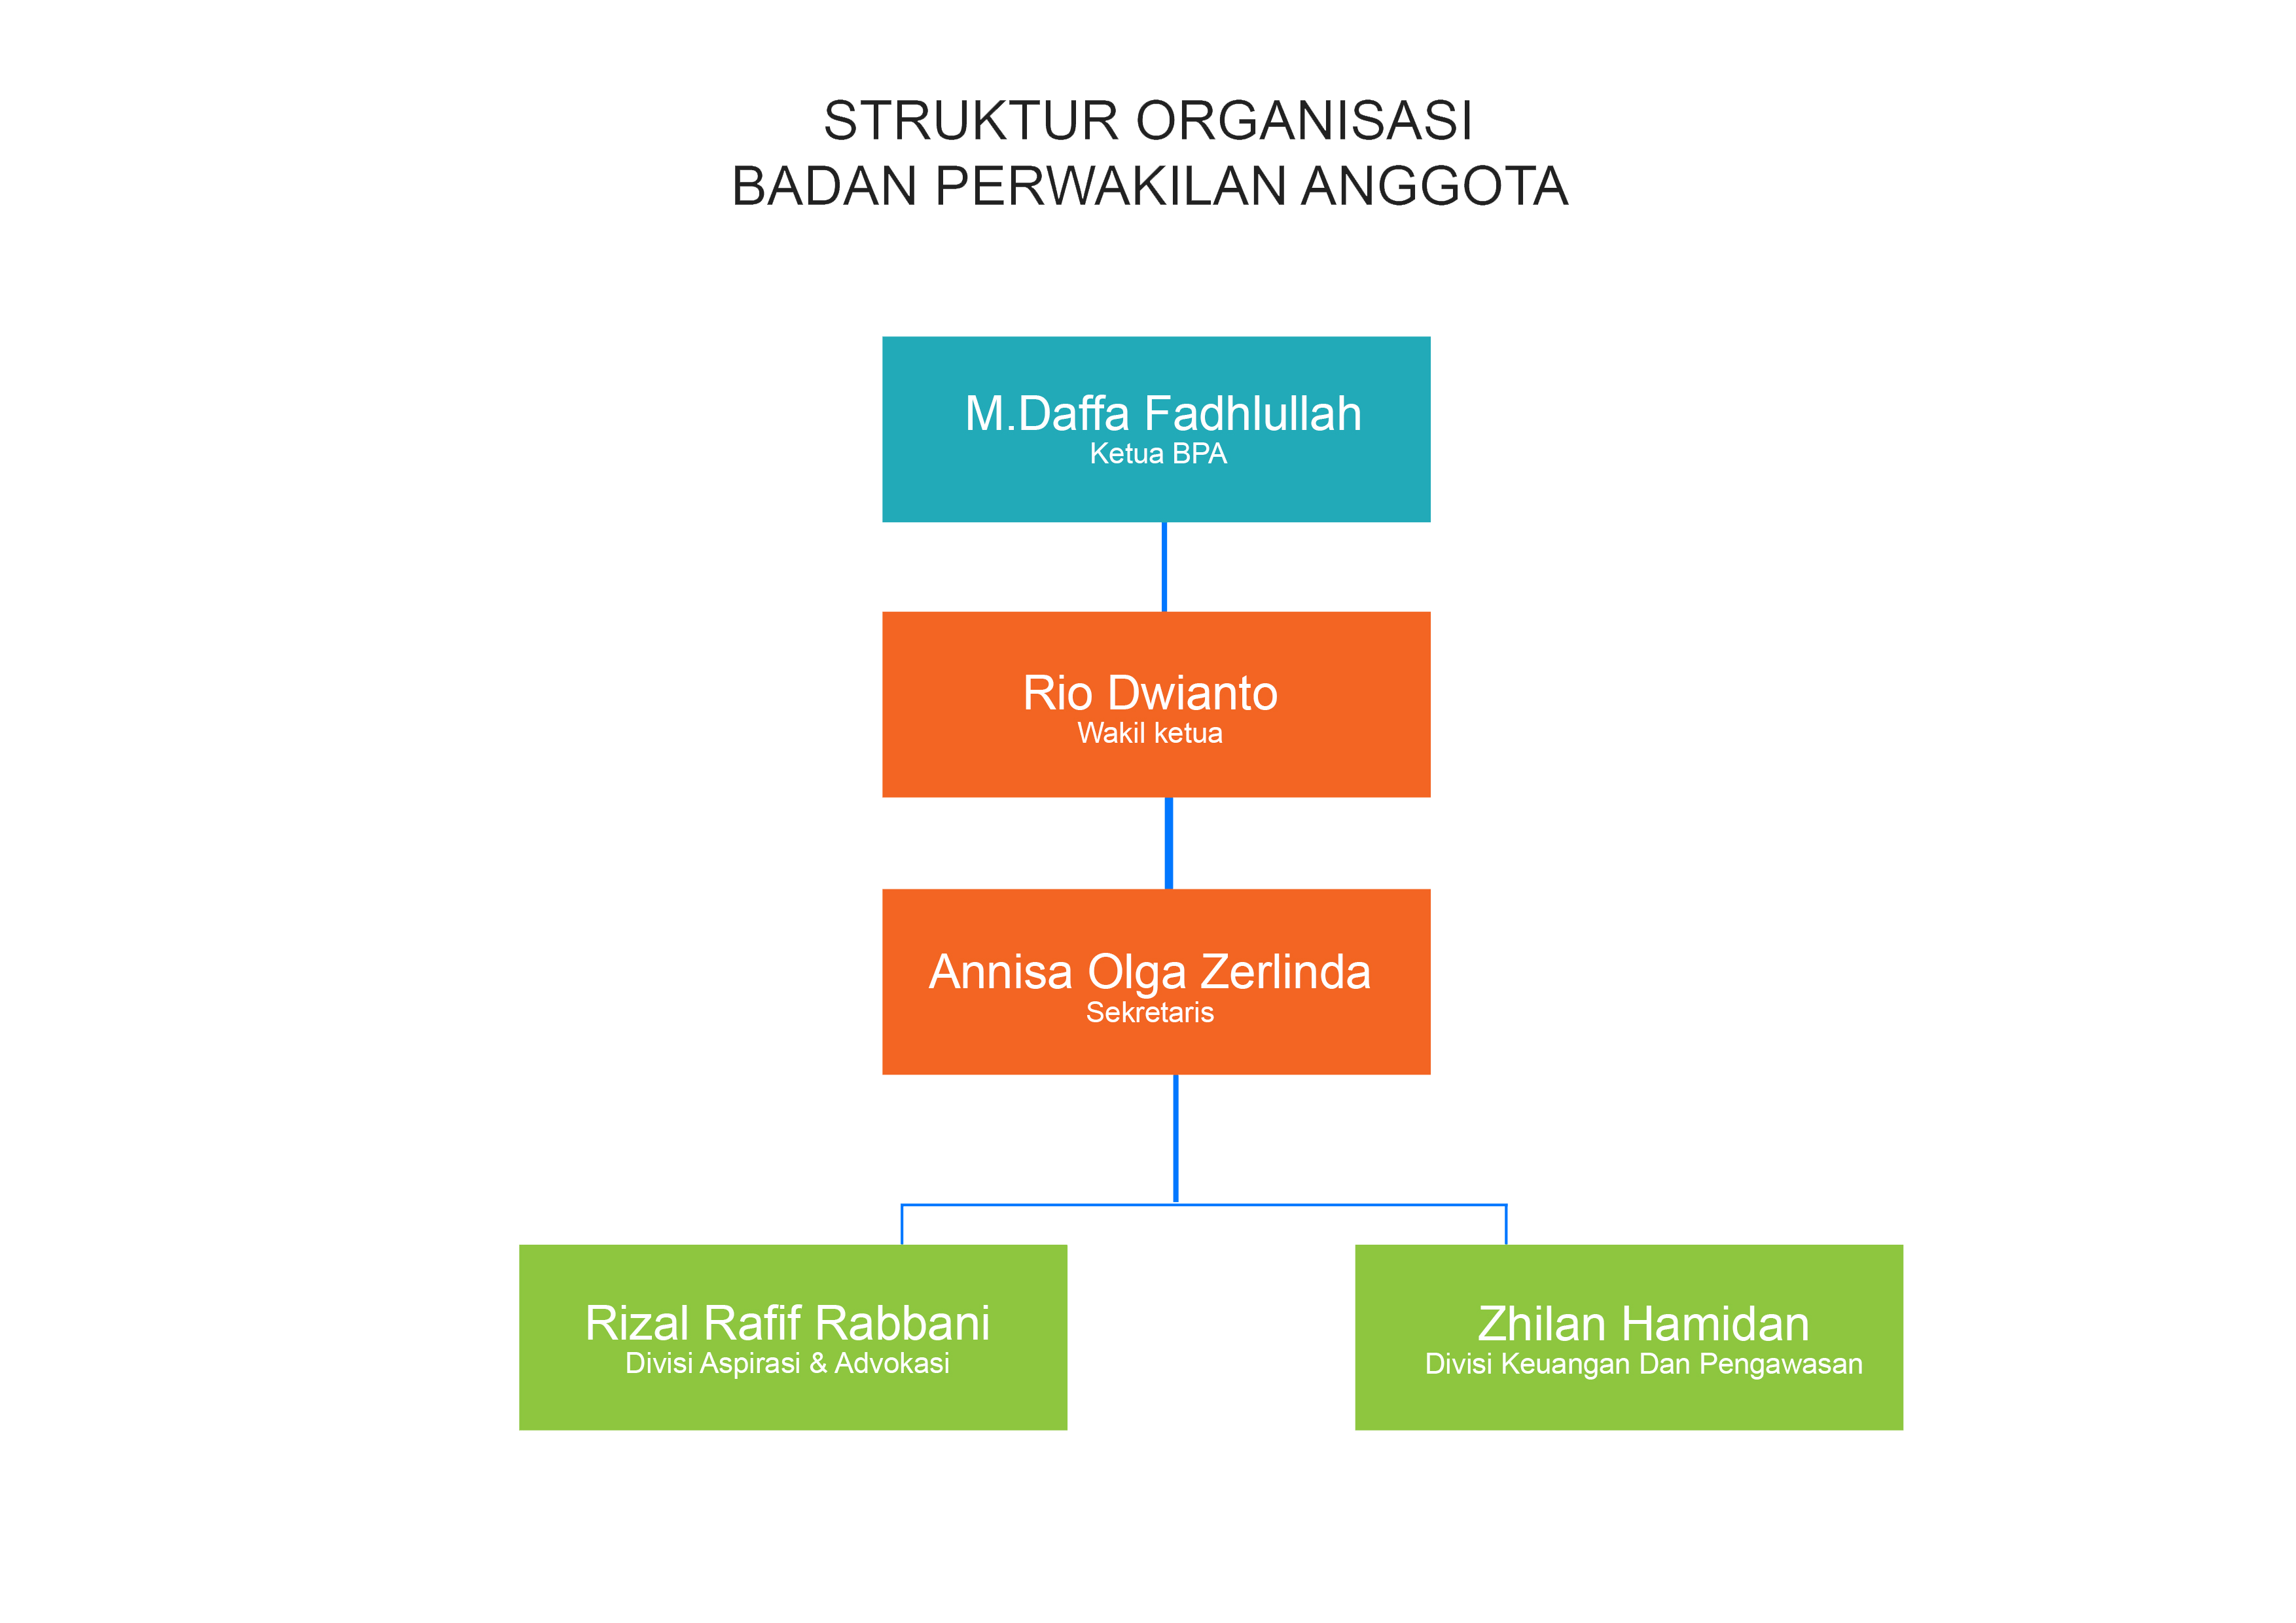 STRUKTUR ORGANISASI
BADAN PERWAKILAN ANGGOTA
M.Daffa Fadhlullah
Ketua BPA
Rio Dwianto
Wakil ketua
Annisa Olga Zerlinda
Sekretaris
Rizal Rafif Rabbani
Divisi Aspirasi & Advokasi
Zhilan Hamidan
Divisi Keuangan Dan Pengawasan